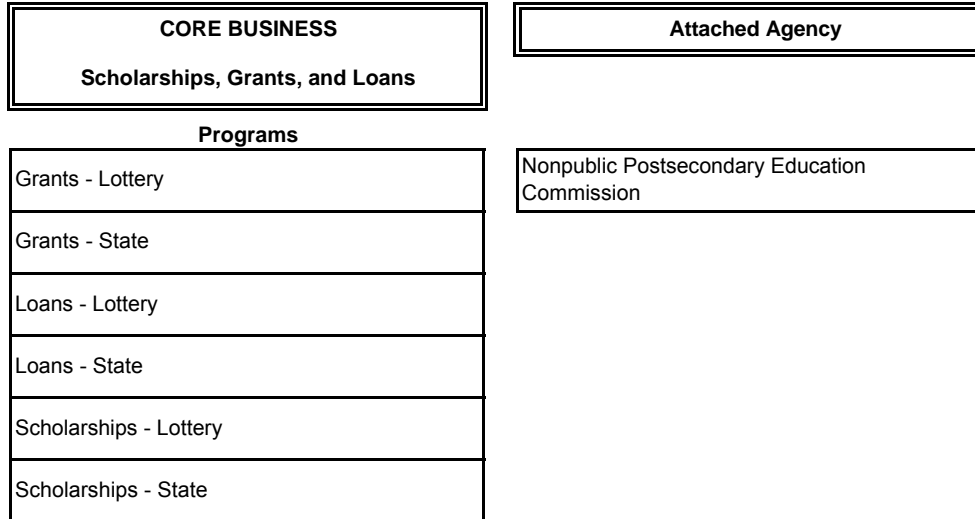 CORE BUSINESS
Scholarships, Grants, and Loans
Programs
Grants - Lottery
Grants - State
Loans - Lottery
Loans - State
Scholarships - Lottery
Scholarships - State
Attached Agency
Nonpublic Postsecondary Education
Commission